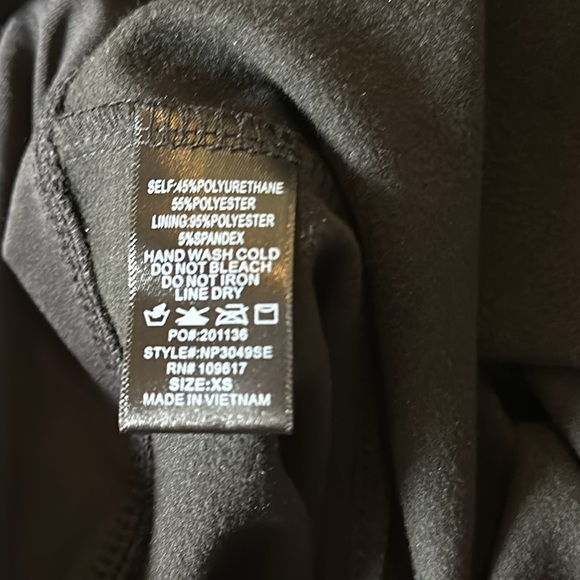 SELF:45%POLYURETHANE
55%POLYESTER
LINING:95%POLYESTER
5%SPANDEX
HAND WASH COLD
DO NOT BLEACH
DO NOT IRON
LINE DRY
PO#:201136
STYLE#:NP3049SE
RN# 109617
SIZE:XS
MADE IN VIETNAM